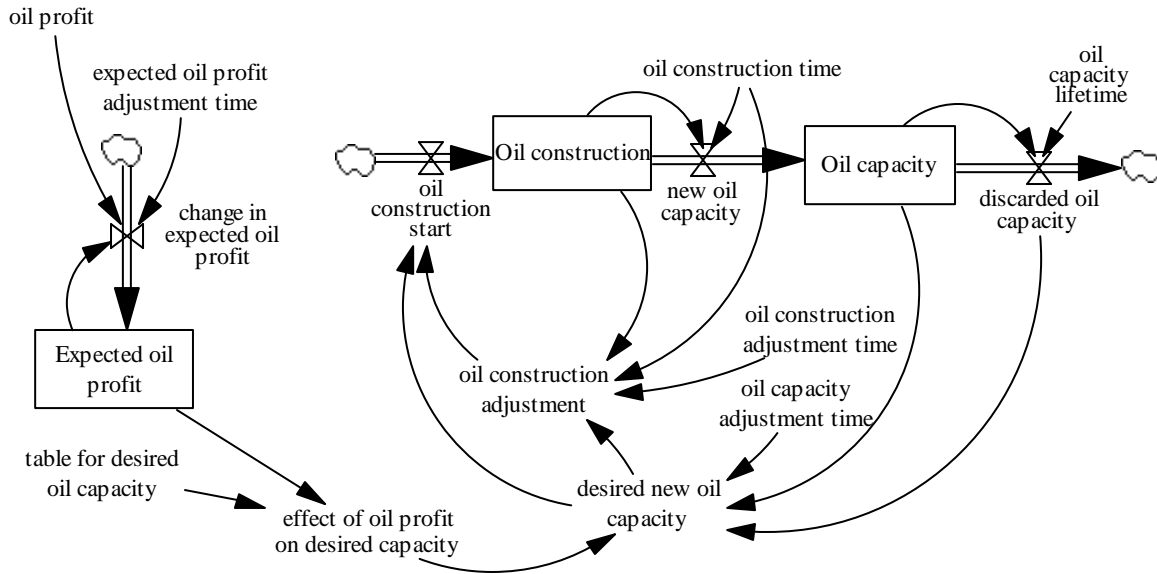 oil profit
expected oil profit
adjustment time
change in
expected oil
profit
Expected oil
profit
table for desired
oil capacity
effect of oil profit
on desired capacity
oil construction time
Oil construction
oil
construction
start
new oil
capacity
Oil capacity
oil
capacity
lifetime
discarded oil
capacity
oil construction
adjustment time
oil construction
adjustment
oil capacity
adjustment time
desired new oil
capacity